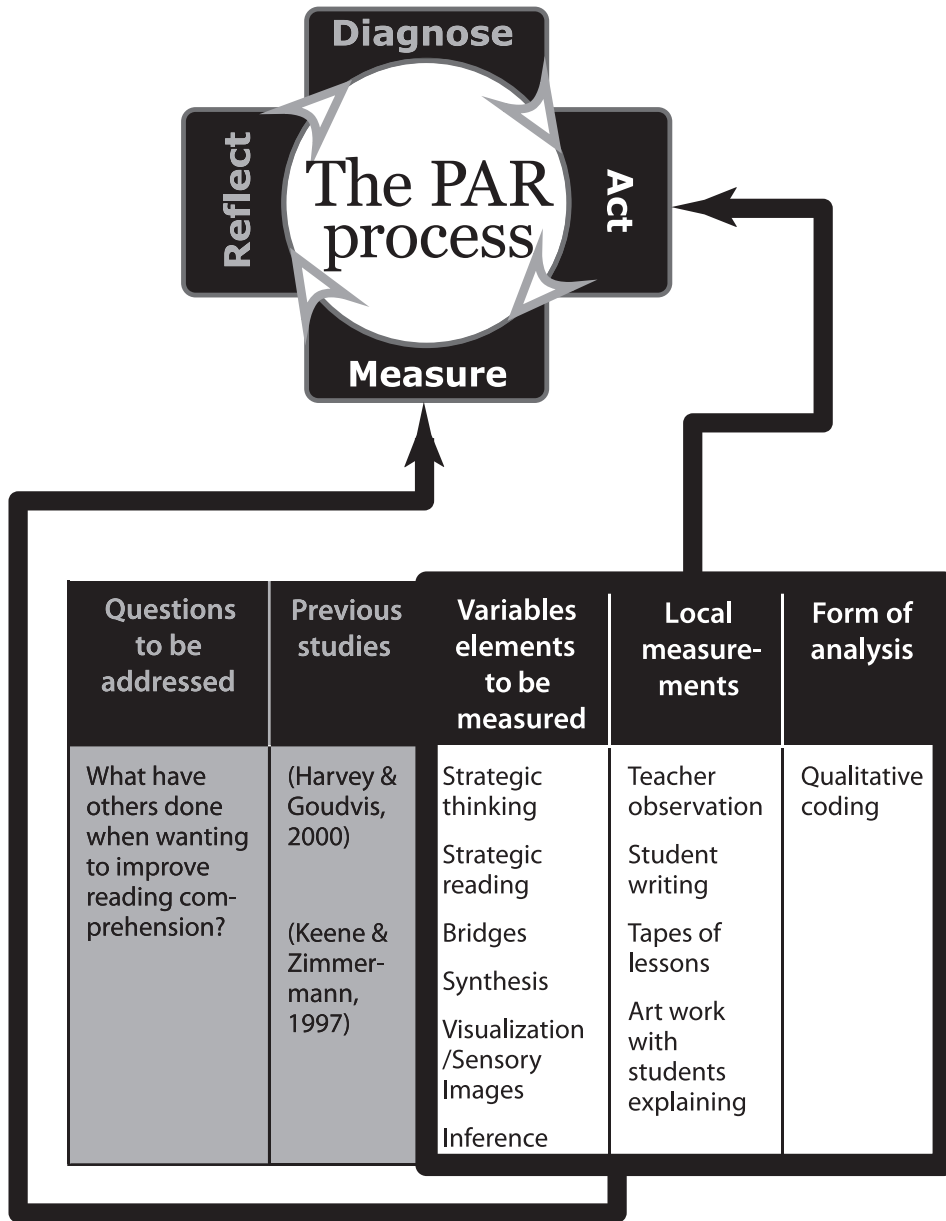 Diagnose
Reflect
The PAR
process
Act
Measure
Questions
to be
addressed
Previous
studies
Variables
elements
to be
measured
Local
measure-
ments
Form of
analysis
What have
others done
when wanting
to improve
reading com-
prehension?
(Harvey &
Goudvis,
2000)
(Keene &
Zimmer-
mann,
1997)
Strategic
thinking
Strategic
reading
Bridges
Synthesis
Visualization
/Sensory
Images
Inference
Teacher
observation
Student
writing
Tapes of
lessons
Art work
with
students
explaining
Qualitative
coding